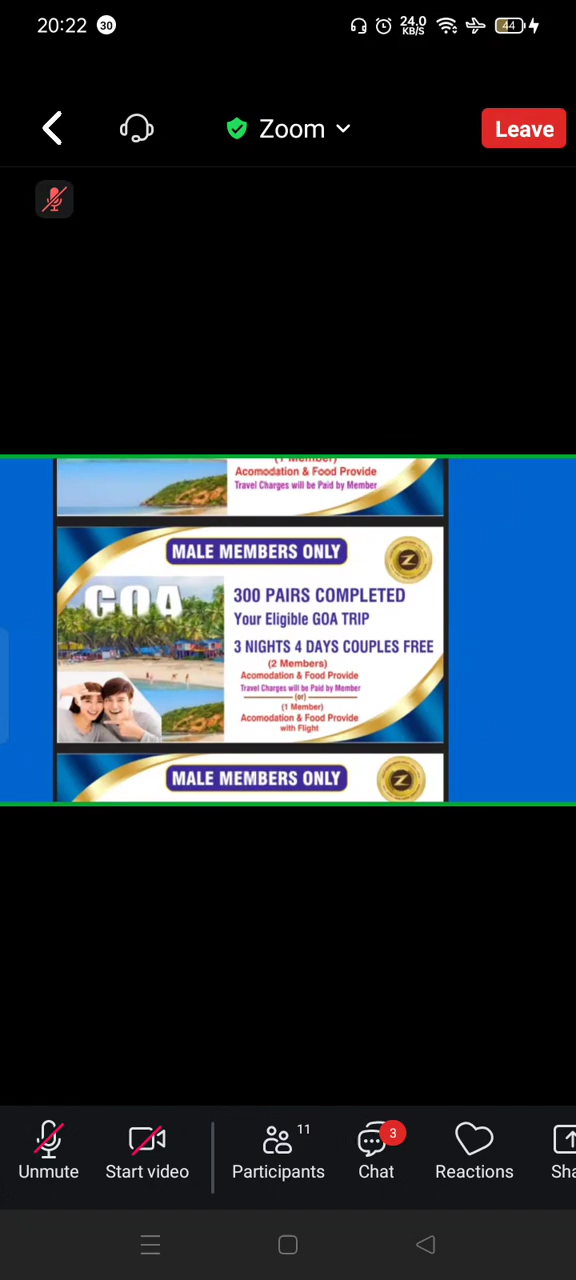 20:22 30 24.0 KB/S 44
Zoom Leave
Acomodation & Food Provide
Travel Charges will be Paid by Member
MALE MEMBERS ONLY
Z
GOA
300 PAIRS COMPLETED
Your Eligible GOA TRIP
3 NIGHTS 4 DAYS COUPLES FREE
(2 Members)
Acomodation & Food Provide
Travel Charges will be Paid by Member
(or)
(1 Member)
Acomodation & Food Provide
with Flight
MALE MEMBERS ONLY
Z
11 3
Unmute Start video Participants Chat Reactions Sha